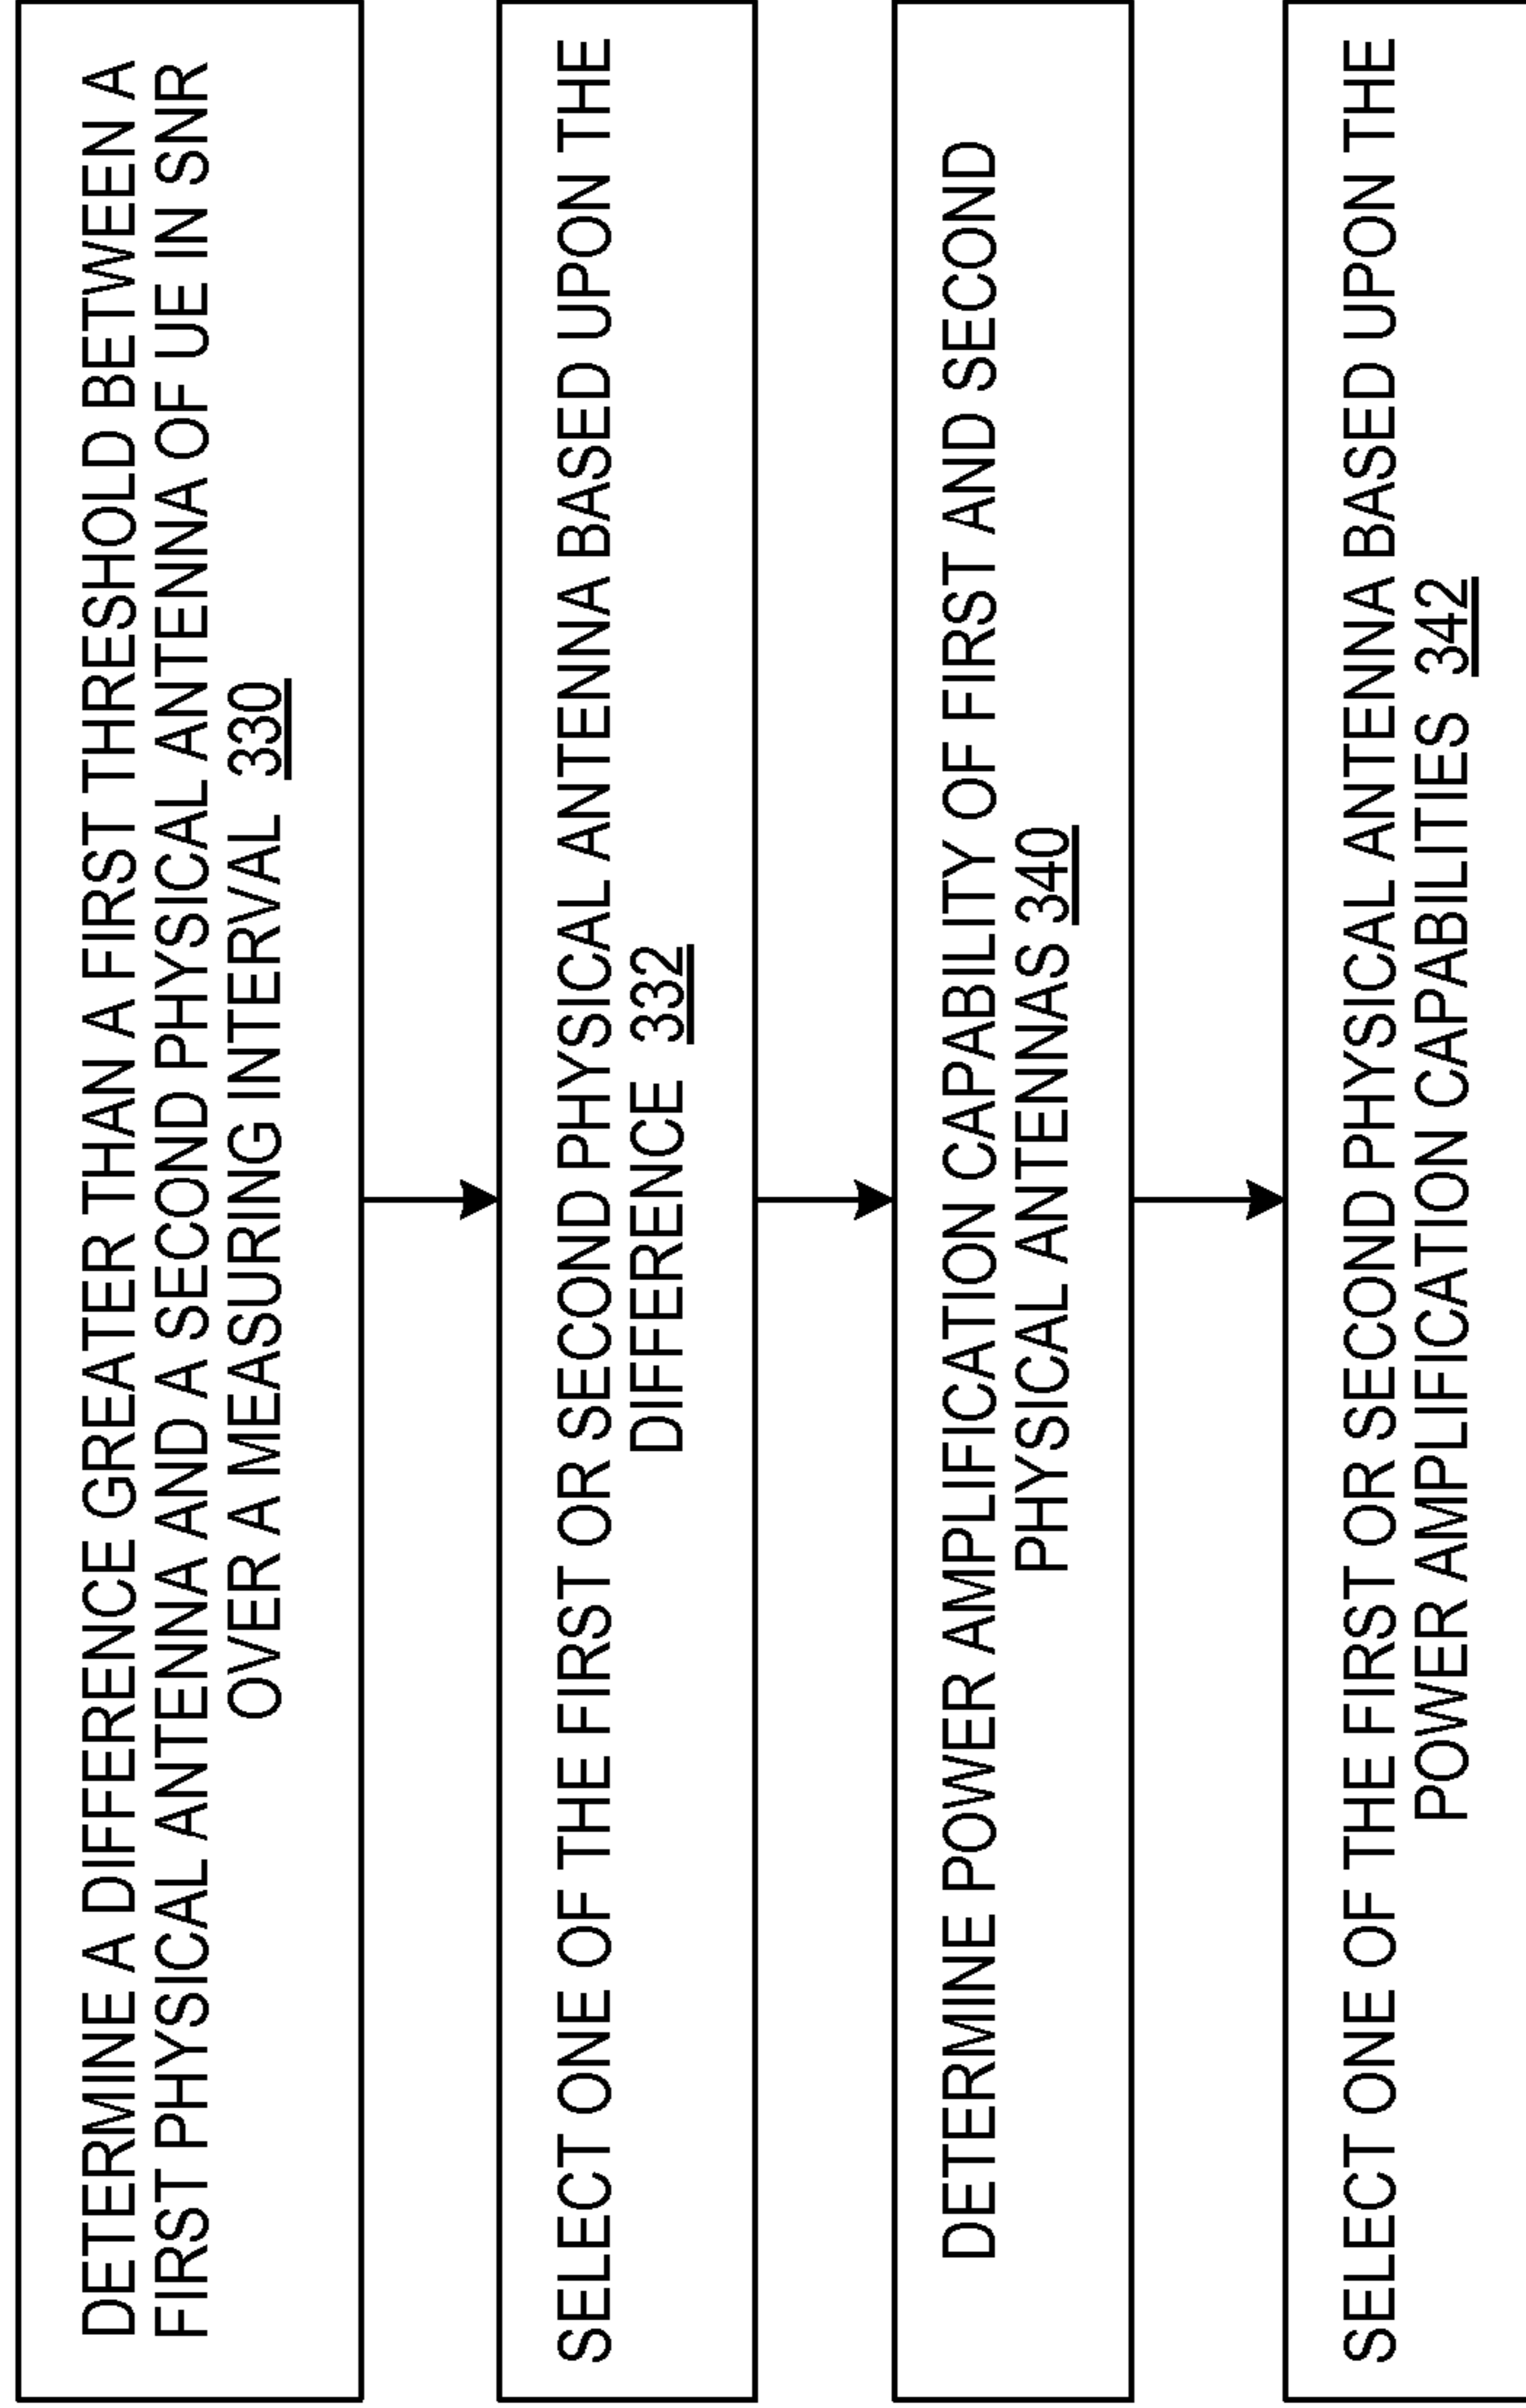 DETERMINE A DIFFERENCE GREATER THAN A FIRST THRESHOLD BETWEEN A
FIRST PHYSICAL ANTENNA AND A SECOND PHYSICAL ANTENNA OF UE IN SNR
OVER A MEASURING INTERVAL 330
SELECT ONE OF THE FIRST OR SECOND PHYSICAL ANTENNA BASED UPON THE
DIFFERENCE 332
DETERMINE POWER AMPLIFICATION CAPABILITY OF FIRST AND SECOND
PHYSICAL ANTENNAS 340
SELECT ONE OF THE FIRST OR SECOND PHYSICAL ANTENNA BASED UPON THE
POWER AMPLIFICATION CAPABILITIES 342